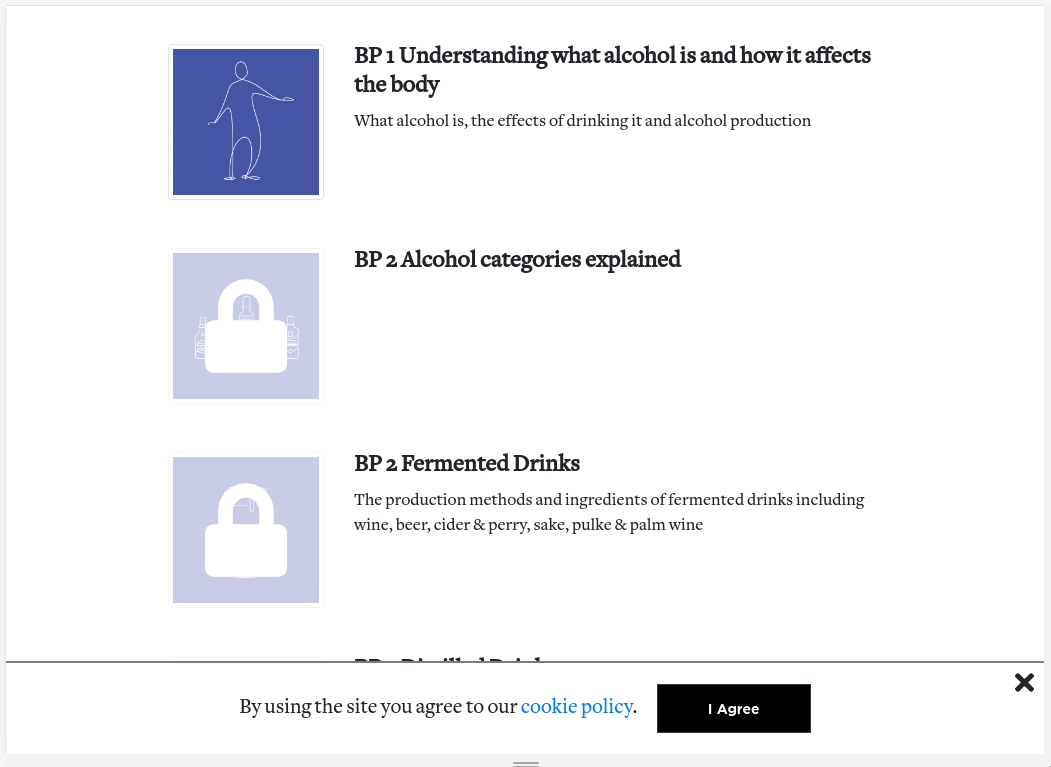 BP 1 Understanding what alcohol is and how it affects
the body
What alcohol is, the effects of drinking it and alcohol production
BP 2 Alcohol categories explained
BP 2 Fermented Drinks
The production methods and ingredients of fermented drinks including
wine, beer, cider & perry, sake, pulke & palm wine
By using the site you agree to our cookie policy.
I Agree